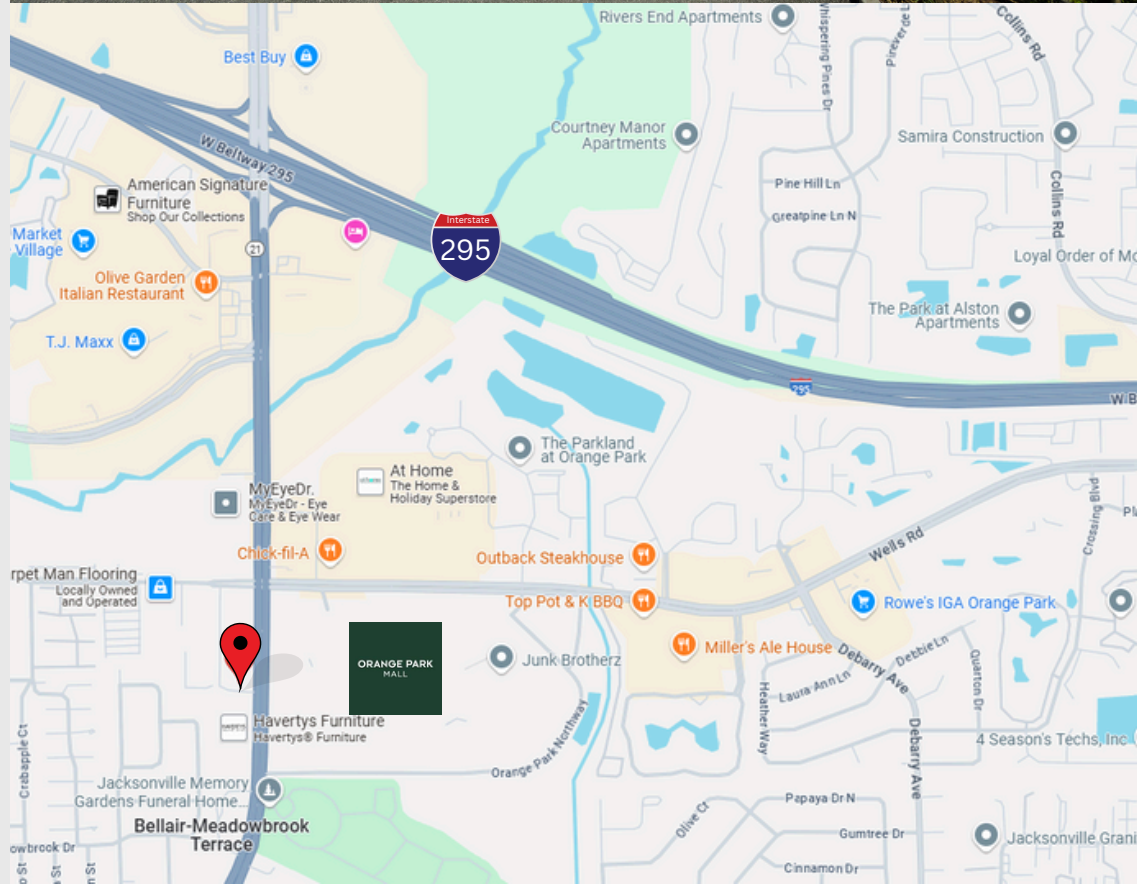 Rivers End Apartments
Whispering Pines Dr
Collins Rd
Best Buy
Courtney Manor
Apartments
Samira Construction
W Beltway 295
American Signature
Furniture
Shop Our Collections
Pine Hill Ln
Collins Rd
Interstate
295
Greatpine Ln N
Market
Village
21
Loyal Order of Mo
Olive Garden
Italian Restaurant
The Park at Alston
Apartments
T.J. Maxx
295
W B
The Parkland
at Orange Park
At Home
The Home &
Holiday Superstore
MyEyeDr.
MyEyeDr - Eye
Care & Eye Wear
Crossing Blvd
Pl
Wells Rd
Chick-fil-A
Outback Steakhouse
rpet Man Flooring
Locally Owned
and Operated
Top Pot & K BBQ
Rowe's IGA Orange Park
ORANGE PARK
MALL
Junk Brotherz
Miller's Ale House
Debarry Ave
Debbie Ln
Laura Ann Ln
Quarton Dr
Heather Way
Havertys Furniture
Havertys® Furniture
Orange Park Northway
Debarry Ave
4 Season's Techs, Inc
Crabapple Ct
Jacksonville Memory
Gardens Funeral Home...
Bellair-Meadowbrook
Terrace
Papaya Dr N
Olive Ct
Gumtree Dr
Jacksonville Grani
owbrook Dr
Cinnamon Dr